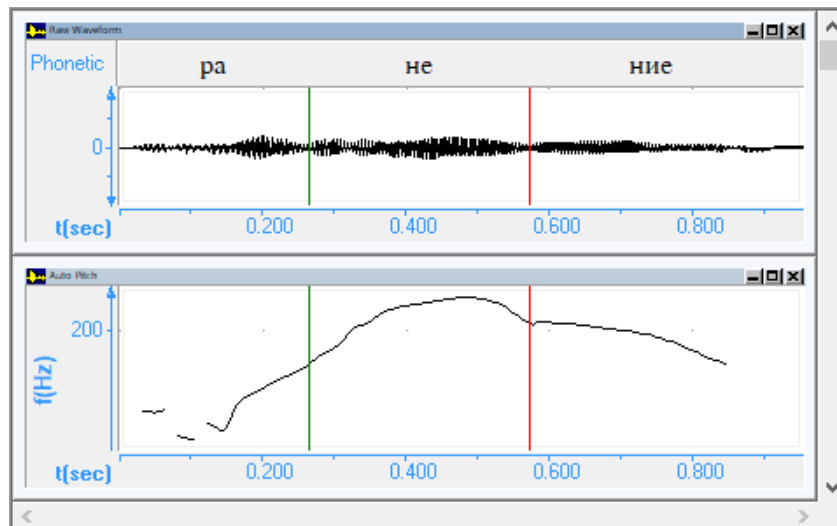 Raw Waveform
Phonetic ра не ние
0
t(sec) 0.200 0.400 0.600 0.800
Auto Pitch
200
f(Hz)
t(sec) 0.200 0.400 0.600 0.800